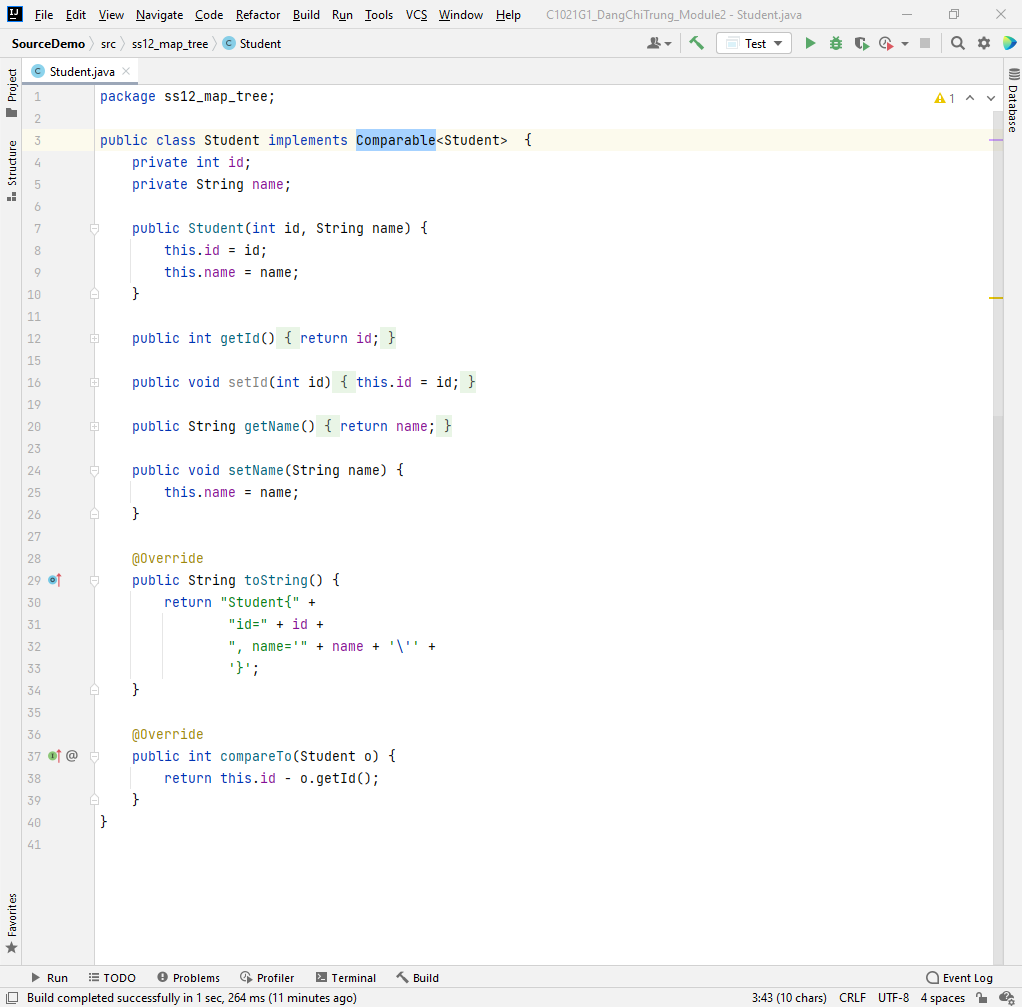 File Edit View Navigate Code Refactor Build Run Tools VCS Window Help C1021G1_DangChiTrung_Module2 - Student.java
SourceDemo src ss12_map_tree Student Test
Project
Structure
Favorites
Student.java
1 package ss12_map_tree; 1
2
3 public class Student implements Comparable<Student>  {
4     private int id;
5     private String name;
6
7     public Student(int id, String name) {
8         this.id = id;
9         this.name = name;
10     }
11
12     public int getId() { return id; }
15
16     public void setId(int id) { this.id = id; }
19
20     public String getName() { return name; }
23
24     public void setName(String name) {
25         this.name = name;
26     }
27
28     @Override
29     public String toString() {
30         return "Student{" +
31                 "id=" + id +
32                 ", name='" + name + '\'' +
33                 '}';
34     }
35
36     @Override
37 @     public int compareTo(Student o) {
38         return this.id - o.getId();
39     }
40 }
41
Database
Run TODO Problems Profiler Terminal Build Event Log
Build completed successfully in 1 sec, 264 ms (11 minutes ago) 3:43 (10 chars) CRLF UTF-8 4 spaces